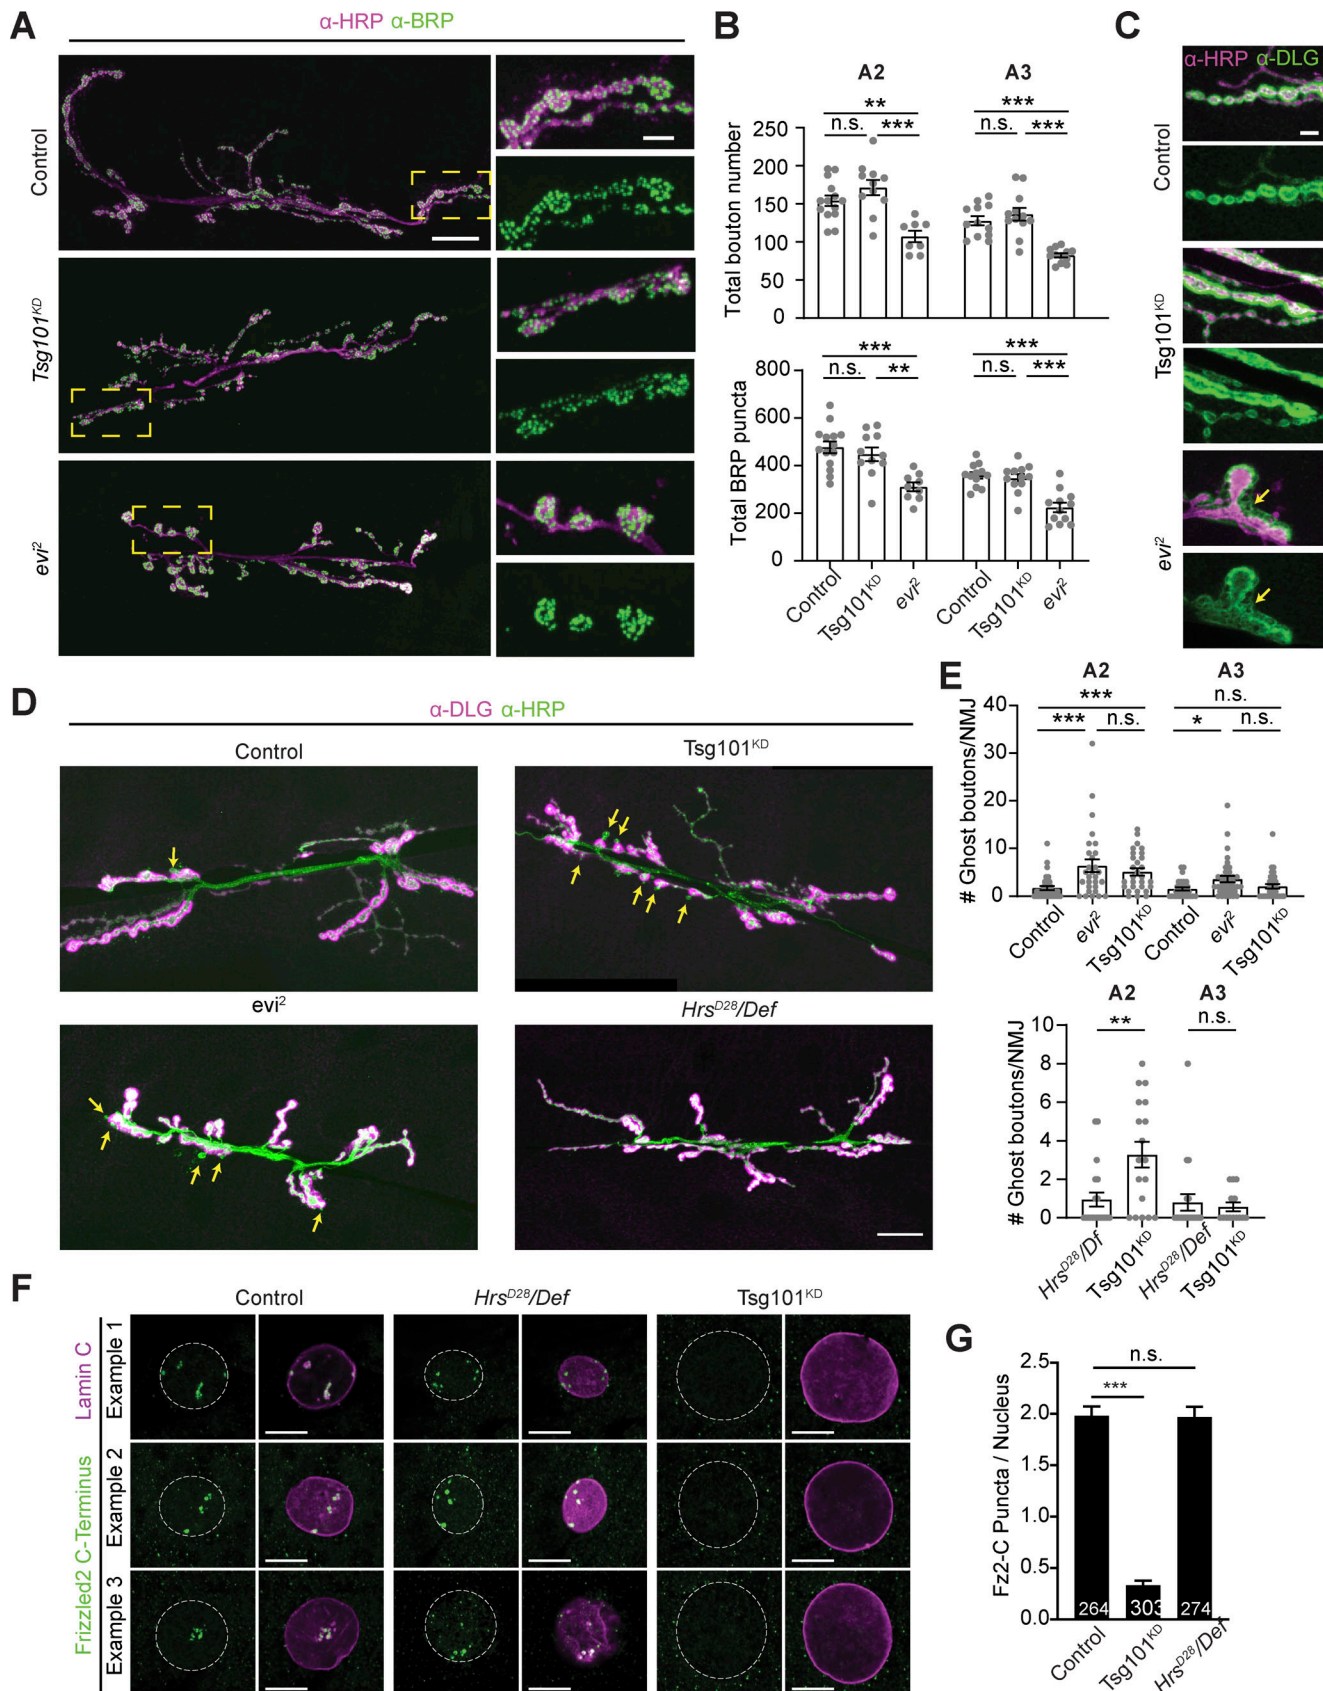 A
α-HRP α-BRP
Control
Tsg101KD
evi2
B
A2
A3
**
***
n.s.
***
n.s.
***
Total bouton number
250
200
150
100
50
0
***
***
n.s.
**
n.s.
***
Total BRP puncta
800
600
400
200
0
Control
Tsg101KD
evi2
Control
Tsg101KD
evi2
C
α-HRP α-DLG
Control
Tsg101KD
evi2
D
α-DLG α-HRP
Control
Tsg101KD
evi2
HrsD28/Def
E
A2
A3
***
n.s.
***
n.s.
*
n.s.
# Ghost boutons/NMJ
40
30
20
10
0
Control
evi2
Tsg101KD
Control
evi2
Tsg101KD
A2
A3
**
n.s.
# Ghost boutons/NMJ
10
8
6
4
2
0
HrsD28/Df
Tsg101KD
HrsD28/Def
Tsg101KD
F
Control
HrsD28/Def
Tsg101KD
Lamin C
Frizzled2 C-Terminus
Example 1
Example 2
Example 3
G
n.s.
***
Fz2-C Puncta / Nucleus
2.5
2.0
1.5
1.0
0.5
0.0
264
303
274
Control
Tsg101KD
HrsD28/Def